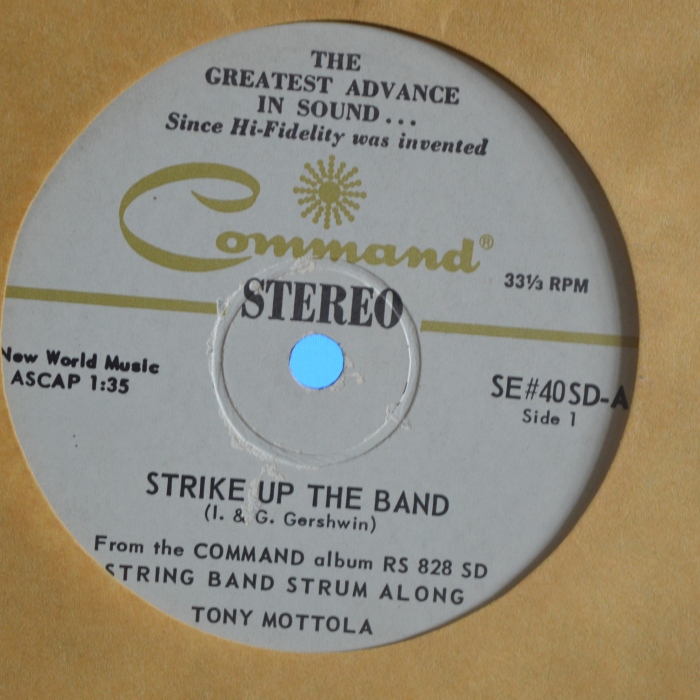 THE
GREATEST ADVANCE
IN SOUND...
Since Hi-Fidelity was invented
Command®
33⅓ RPM
STEREO
New World Music
ASCAP 1:35
SE#40SD-A
Side 1
STRIKE UP THE BAND
(I. & G. Gershwin)
From the COMMAND album RS 828 SD
STRING BAND STRUM ALONG
TONY MOTTOLA